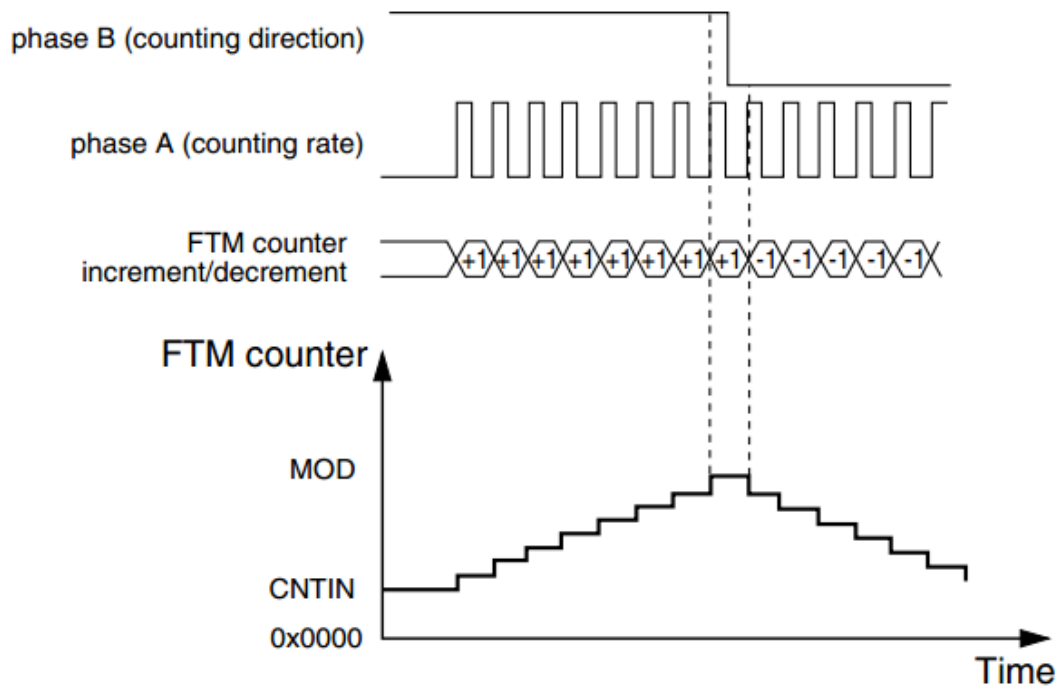 phase B (counting direction)
phase A (counting rate)
FTM counter
increment/decrement
+1 +1 +1 +1 +1 +1 +1 +1 -1 -1 -1 -1 -1
FTM counter
MOD
CNTIN
0x0000
Time